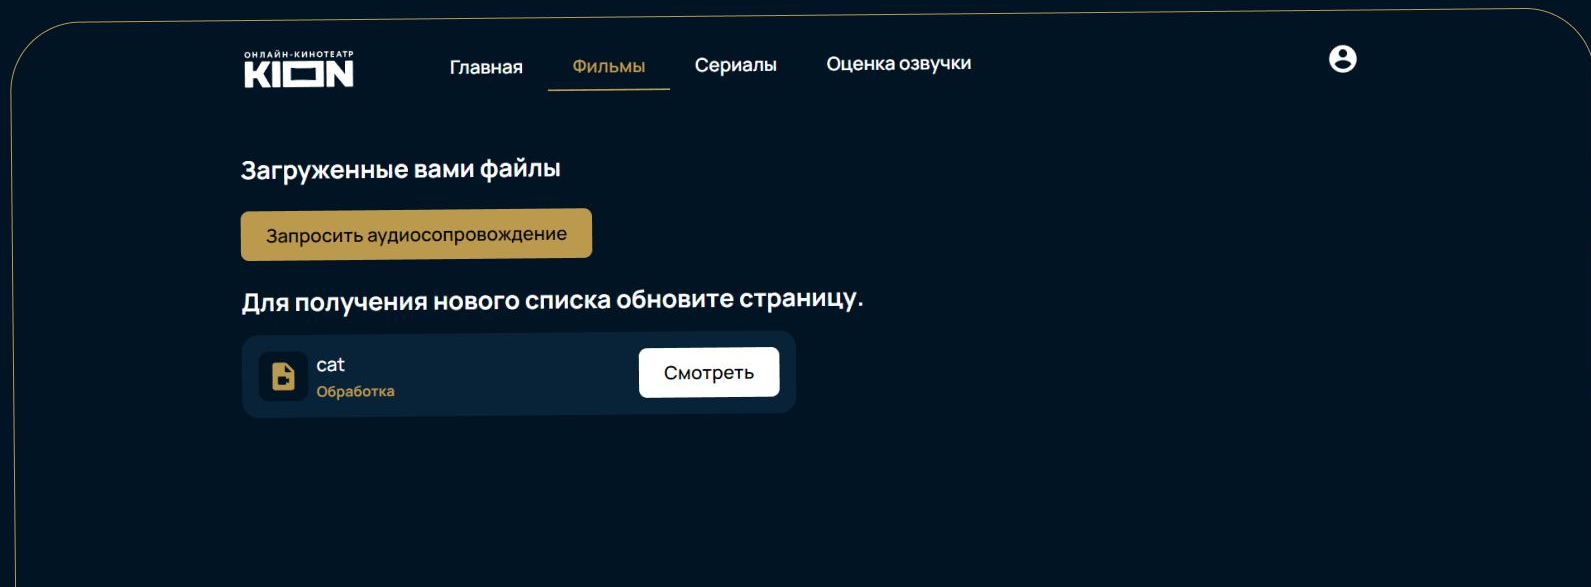 ОНЛАЙН-КИНОТЕАТР
KION
Главная Фильмы Сериалы Оценка озвучки
Загруженные вами файлы
Запросить аудиосопровождение
Для получения нового списка обновите страницу.
cat
Обработка
Смотреть